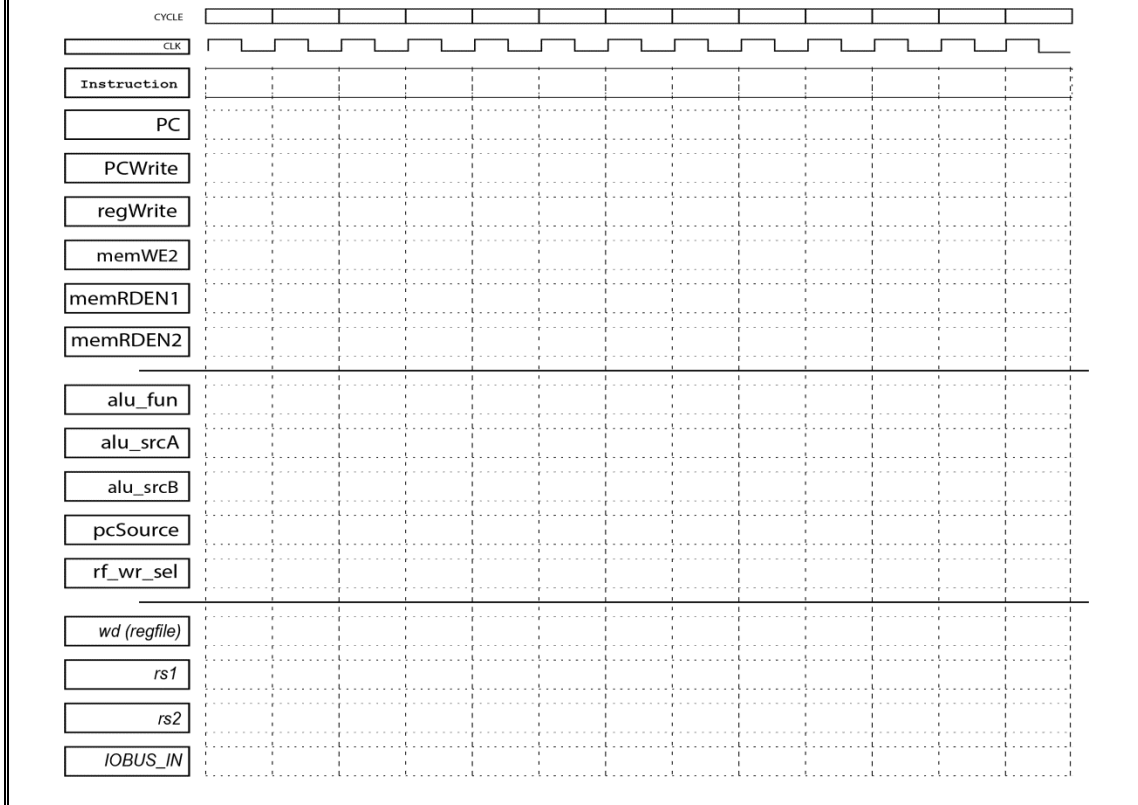 CYCLE
CLK
Instruction
PC
PCWrite
regWrite
memWE2
memRDEN1
memRDEN2
alu_fun
alu_srcA
alu_srcB
pcSource
rf_wr_sel
wd (regfile)
rs1
rs2
IOBUS_IN